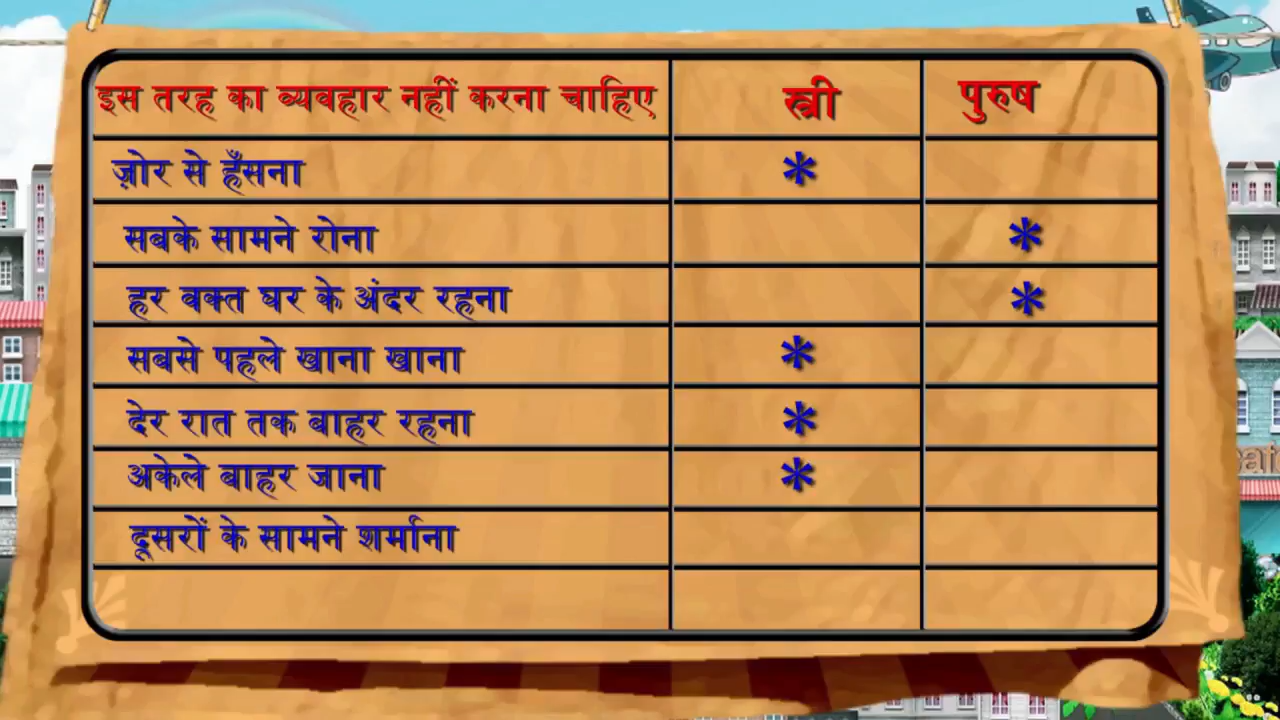 इस तरह का व्यवहार नहीं करना चाहिए स्त्री पुरुष
ज़ोर से हँसना *
सबके सामने रोना *
हर वक्त घर के अंदर रहना *
सबसे पहले खाना खाना *
देर रात तक बाहर रहना *
अकेले बाहर जाना *
दूसरों के सामने शर्माना